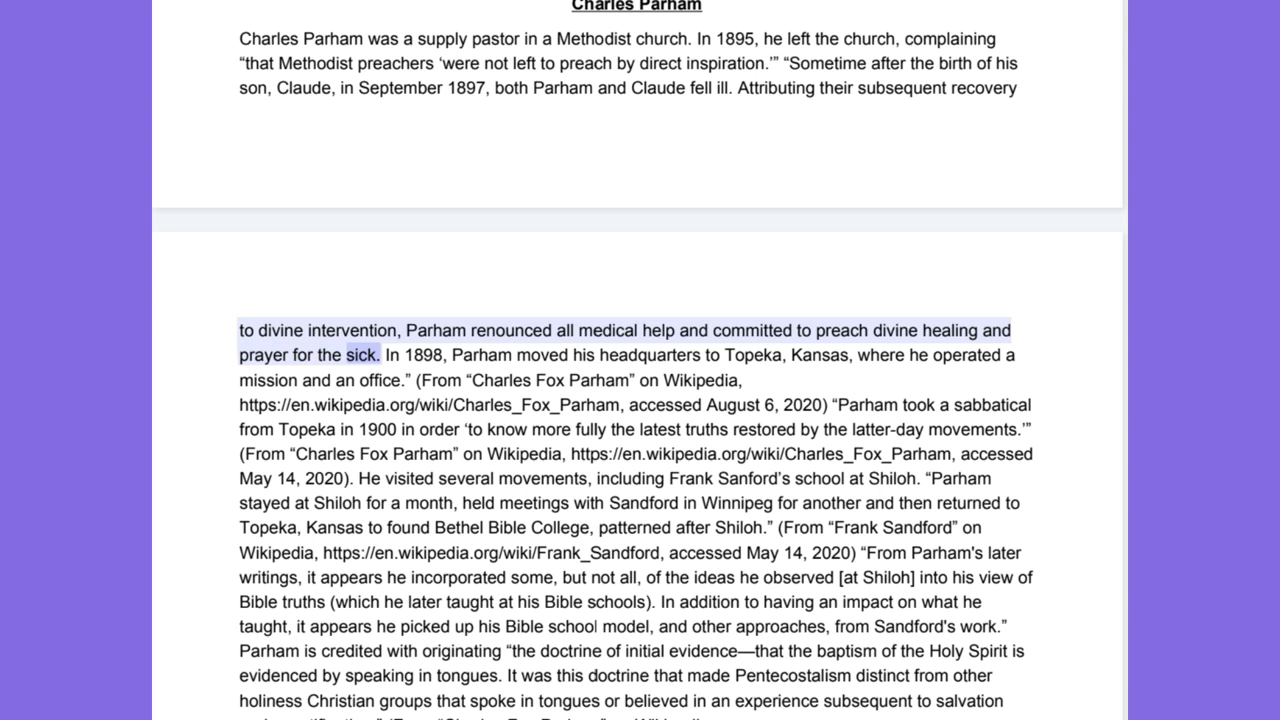 Charles Parham
Charles Parham was a supply pastor in a Methodist church. In 1895, he left the church, complaining
“that Methodist preachers ‘were not left to preach by direct inspiration.’” “Sometime after the birth of his
son, Claude, in September 1897, both Parham and Claude fell ill. Attributing their subsequent recovery
to divine intervention, Parham renounced all medical help and committed to preach divine healing and
prayer for the sick. In 1898, Parham moved his headquarters to Topeka, Kansas, where he operated a
mission and an office.” (From “Charles Fox Parham” on Wikipedia,
https://en.wikipedia.org/wiki/Charles_Fox_Parham, accessed August 6, 2020) “Parham took a sabbatical
from Topeka in 1900 in order ‘to know more fully the latest truths restored by the latter-day movements.’”
(From “Charles Fox Parham” on Wikipedia, https://en.wikipedia.org/wiki/Charles_Fox_Parham, accessed
May 14, 2020). He visited several movements, including Frank Sanford’s school at Shiloh. “Parham
stayed at Shiloh for a month, held meetings with Sandford in Winnipeg for another and then returned to
Topeka, Kansas to found Bethel Bible College, patterned after Shiloh.” (From “Frank Sandford” on
Wikipedia, https://en.wikipedia.org/wiki/Frank_Sandford, accessed May 14, 2020) “From Parham's later
writings, it appears he incorporated some, but not all, of the ideas he observed [at Shiloh] into his view of
Bible truths (which he later taught at his Bible schools). In addition to having an impact on what he
taught, it appears he picked up his Bible school model, and other approaches, from Sandford's work.”
Parham is credited with originating “the doctrine of initial evidence—that the baptism of the Holy Spirit is
evidenced by speaking in tongues. It was this doctrine that made Pentecostalism distinct from other
holiness Christian groups that spoke in tongues or believed in an experience subsequent to salvation